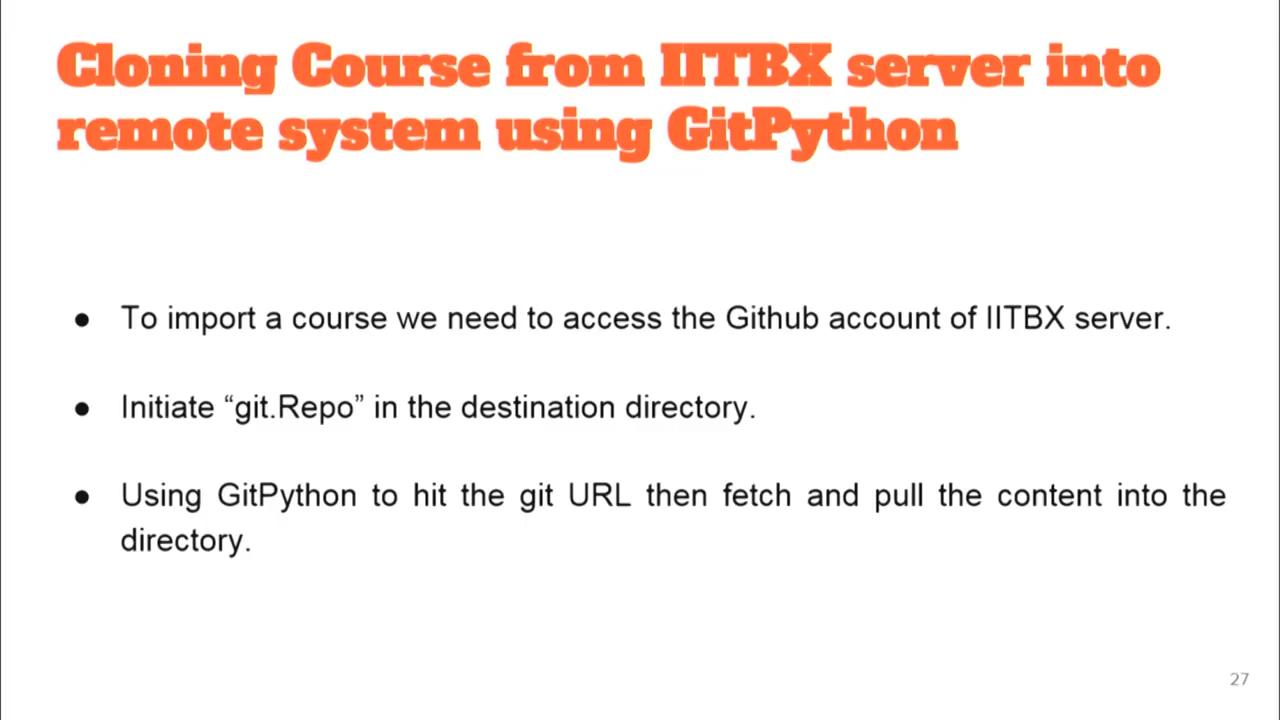 Cloning Course from IITBX server into
remote system using GitPython
● To import a course we need to access the Github account of IITBX server.
● Initiate “git.Repo” in the destination directory.
● Using GitPython to hit the git URL then fetch and pull the content into the
directory.
27